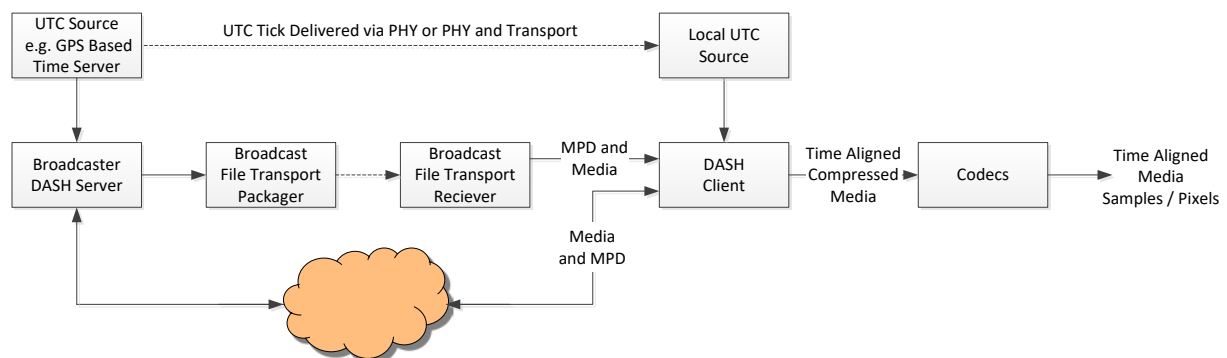 UTC Source
e.g. GPS Based
Time Server
UTC Tick Delivered via PHY or PHY and Transport
Local UTC
Source
Broadcaster
DASH Server
Broadcast
File Transport
Packager
Broadcast
File Transport
Reciever
MPD and
Media
DASH
Client
Time Aligned
Compressed
Media
Codecs
Time Aligned
Media
Samples / Pixels
Media
and MPD